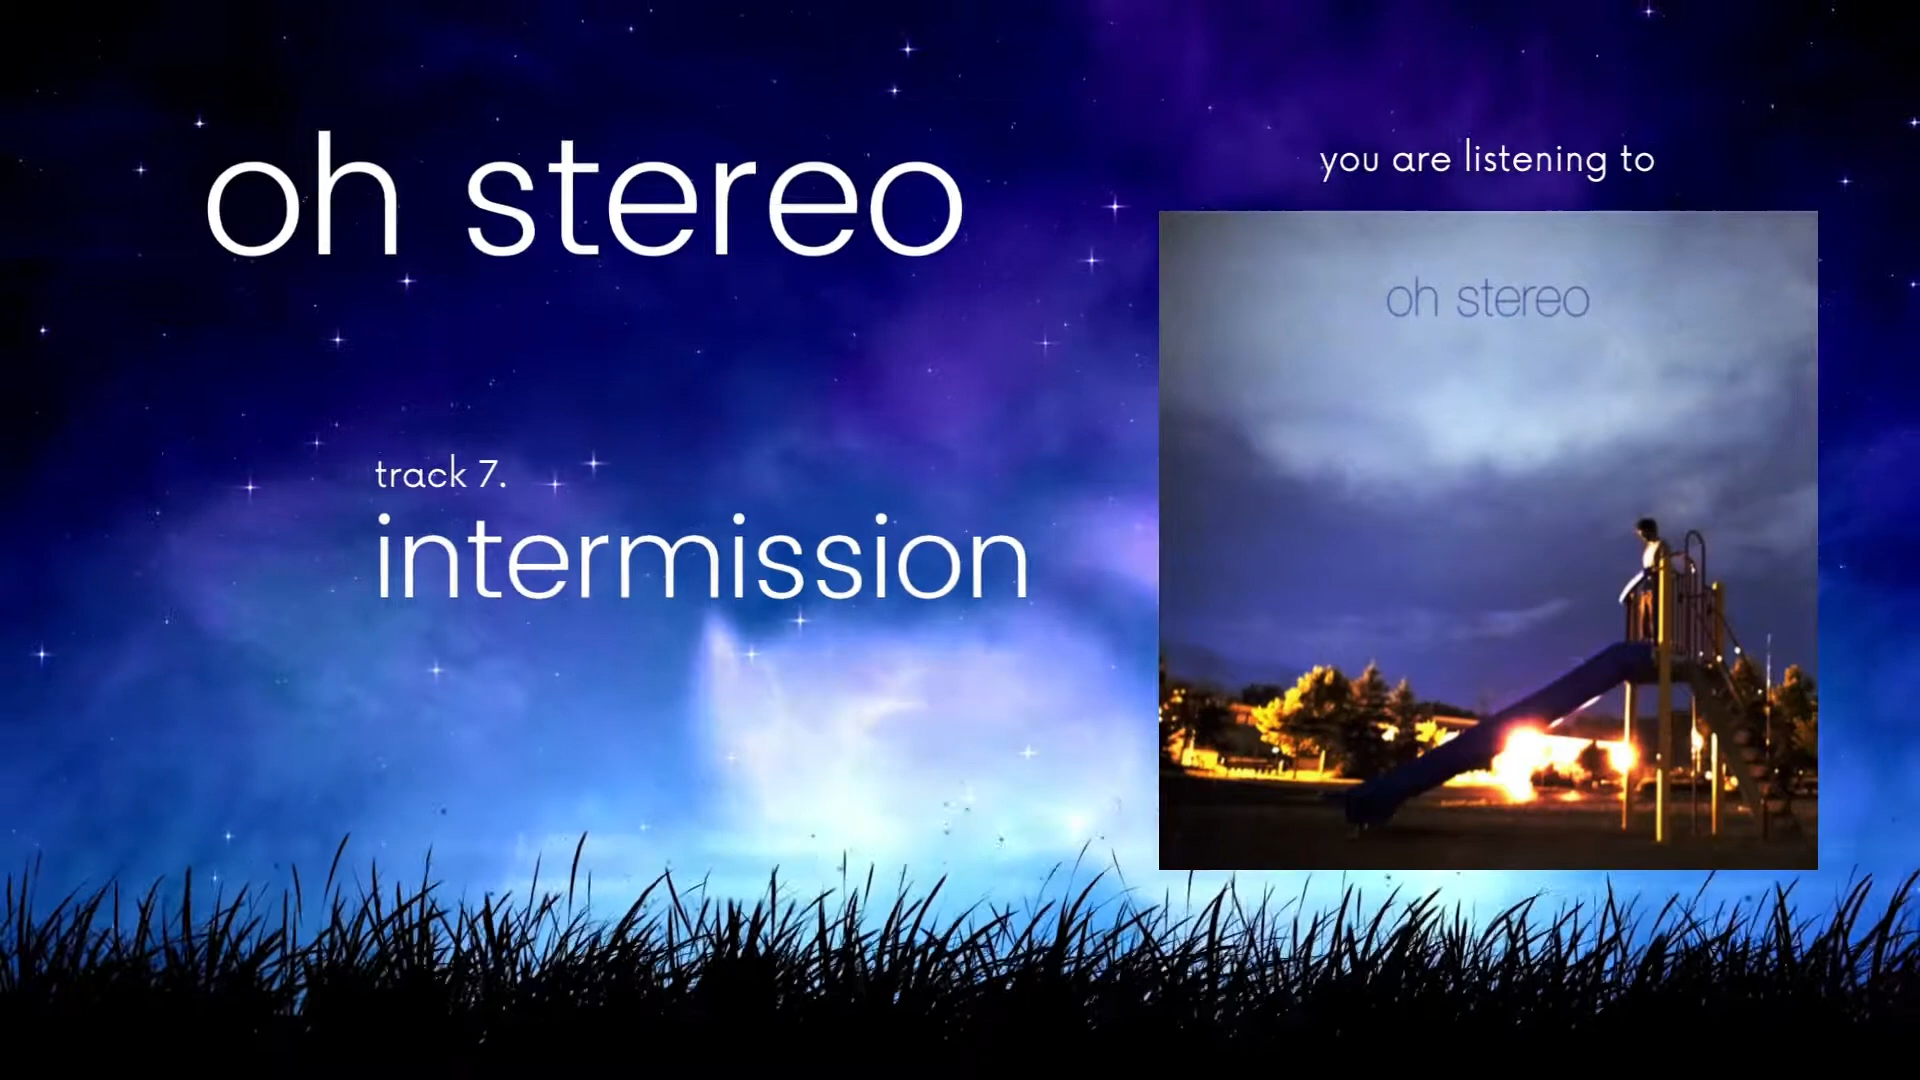 oh stereo
track 7.
intermission
you are listening to
oh stereo